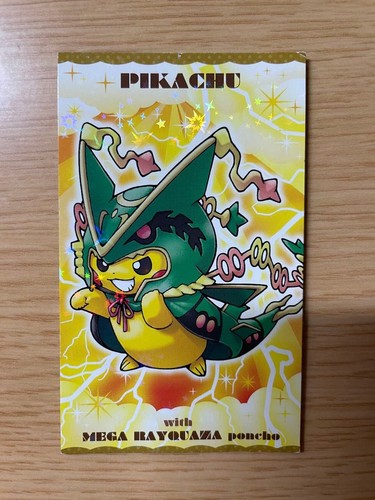 PIKACHU
with
MEGA RAYQUAZA poncho